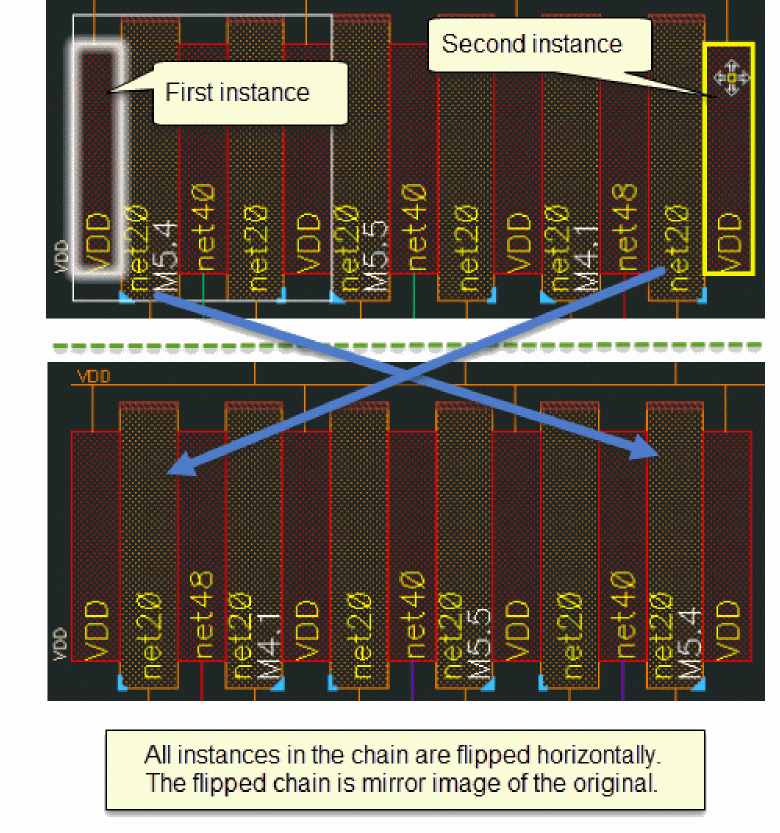 Second instance
First instance
VDD
VDD
net20
M5.4
net40
net20
VDD
net20
M5.5
net40
net20
VDD
net20
M4.1
net48
net20
VDD
VDD
VDD
VDD
net20
net48
net20
M4.1
VDD
net20
net40
net20
M5.5
VDD
net20
net40
net20
M5.4
VDD
All instances in the chain are flipped horizontally.
The flipped chain is mirror image of the original.